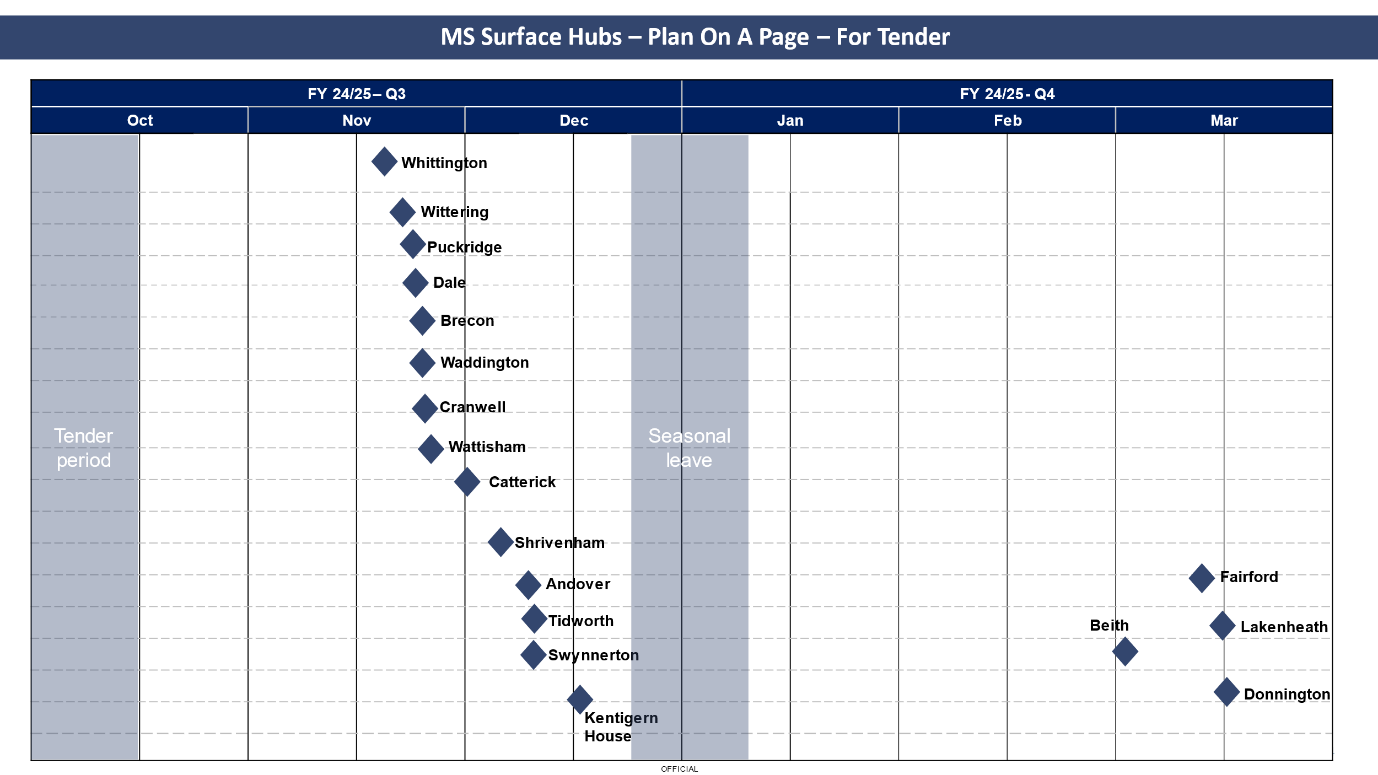 MS Surface Hubs – Plan On A Page – For Tender
FY 24/25– Q3
FY 24/25- Q4
Oct
Nov
Dec
Jan
Feb
Mar
Whittington
Wittering
Puckridge
Dale
Brecon
Waddington
Cranwell
Tender
period
Seasonal
leave
Wattisham
Catterick
Shrivenham
Andover
Fairford
Tidworth
Beith
Lakenheath
Swynnerton
Donnington
Kentigern
House
OFFICIAL